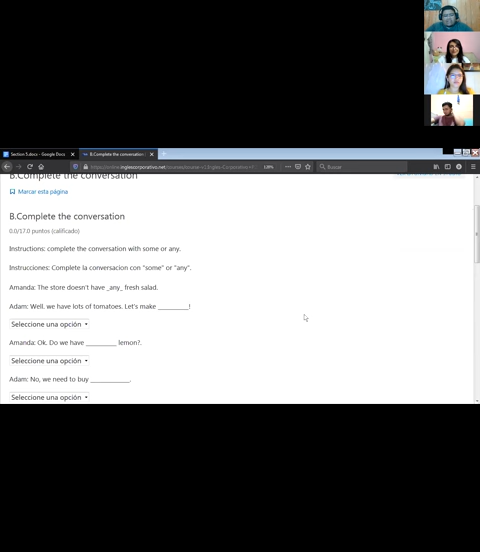 Section 5.docx - Google Docs
B.Complete the conversation
Buscar
B.Complete the conversation
Marcar esta página
B.Complete the conversation
0.0/17.0 puntos (calificado)
Instructions: complete the conversation with some or any.
Instrucciones: Complete la conversacion con "some" or "any".
Amanda: The store doesn't have _any_ fresh salad.
Adam: Well. we have lots of tomatoes. Let's make __________!
Seleccione una opción
Amanda: Ok. Do we have __________ lemon?.
Seleccione una opción
Adam: No, we need to buy _____________.
Seleccione una opción